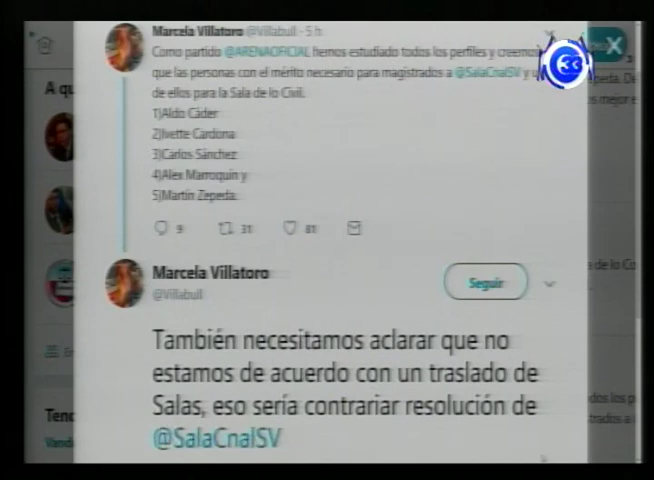 Marcela Villatoro @Villabull - 5 h
Como partido @ARENAOFICIAL hemos estudiado todos los perfiles y creemos
que las personas con el mérito necesario para magistrados a @SalaCnalSV y
de ellos para la Sala de lo Civil.
1)Aldo Cáder
2)Ivette Cardona
3)Carlos Sánchez
4)Alex Marroquín y
5)Martín Zepeda.
9 31 81
Marcela Villatoro
@Villabull
Seguir
También necesitamos aclarar que no
estamos de acuerdo con un traslado de
Salas, eso sería contrariar resolución de
@SalaCnalSV
A qu
Tenc
33
X